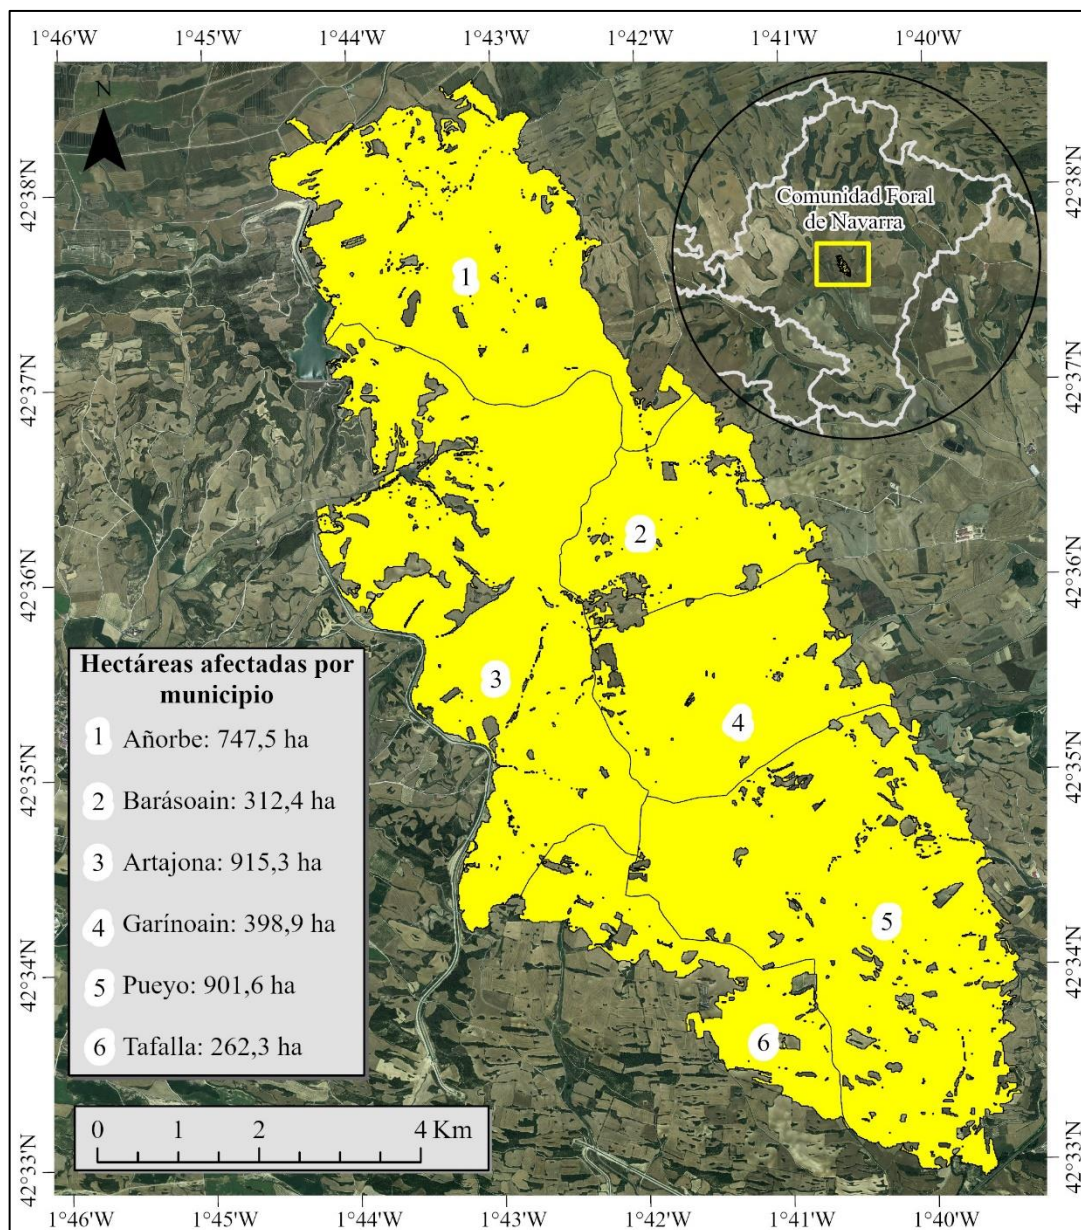 1°46'W 1°45'W 1°44'W 1°43'W 1°42'W 1°41'W 1°40'W
N
42°38'N
42°37'N
42°36'N
42°35'N
42°34'N
42°33'N
42°38'N
42°37'N
42°36'N
42°35'N
42°34'N
42°33'N
Comunidad Foral
de Navarra
1
2
3
4
5
6
Hectáreas afectadas por
municipio
1 Añorbe: 747,5 ha
2 Barásoain: 312,4 ha
3 Artajona: 915,3 ha
4 Garínoain: 398,9 ha
5 Pueyo: 901,6 ha
6 Tafalla: 262,3 ha
0 1 2 4 Km
1°46'W 1°45'W 1°44'W 1°43'W 1°42'W 1°41'W 1°40'W